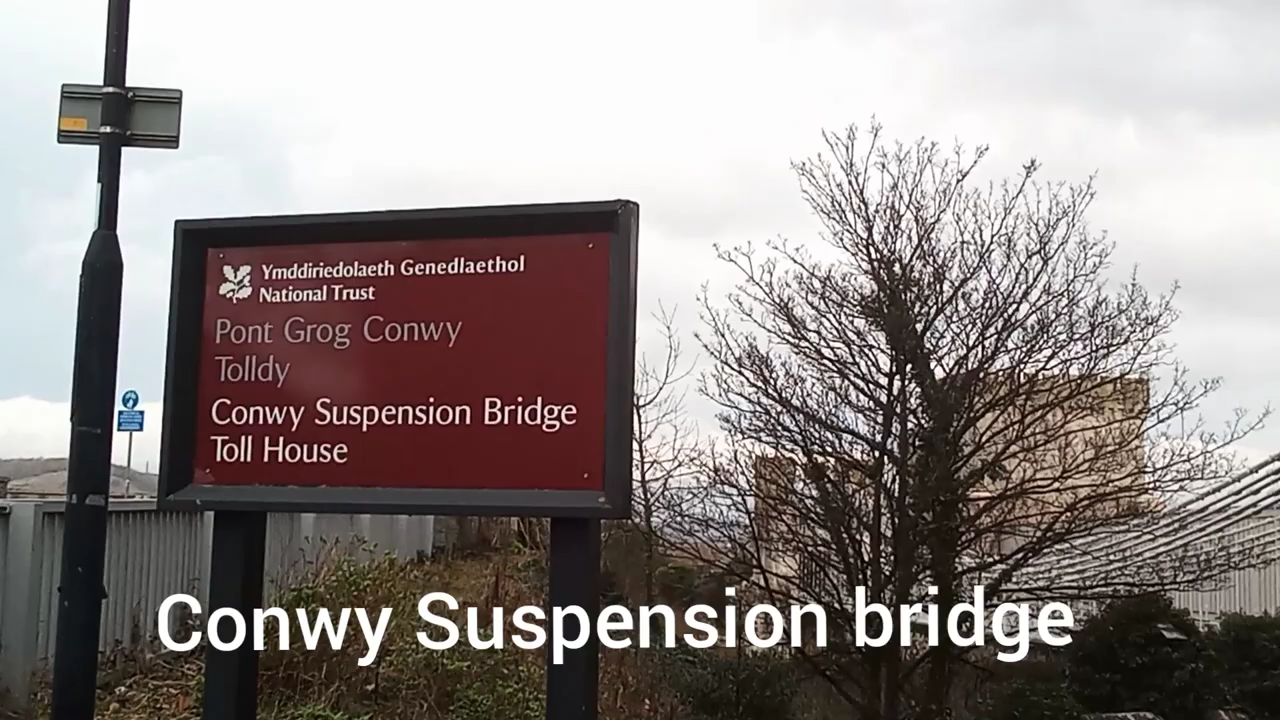 Ymddiriedolaeth Genedlaethol
National Trust
Pont Grog Conwy
Tolldy
Conwy Suspension Bridge
Toll House
Conwy Suspension bridge